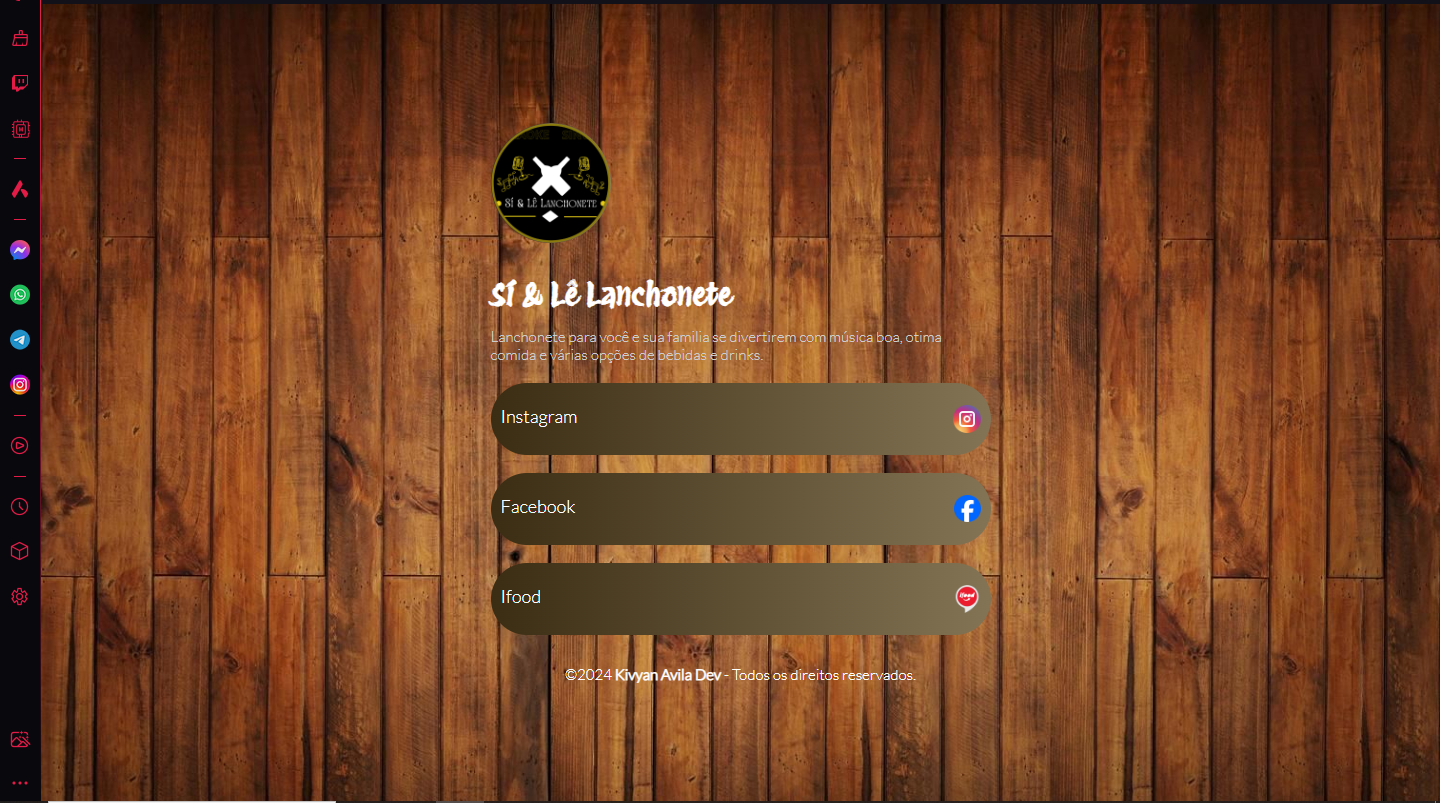 SÍ & LÊ LANCHONETE
Sí & Lê Lanchonete
Lanchonete para você e sua família se divertirem com música boa, otima
comida e várias opções de bebidas e drinks.
Instagram
Facebook
Ifood
ifood
©2024 Kivyan Avila Dev - Todos os direitos reservados.